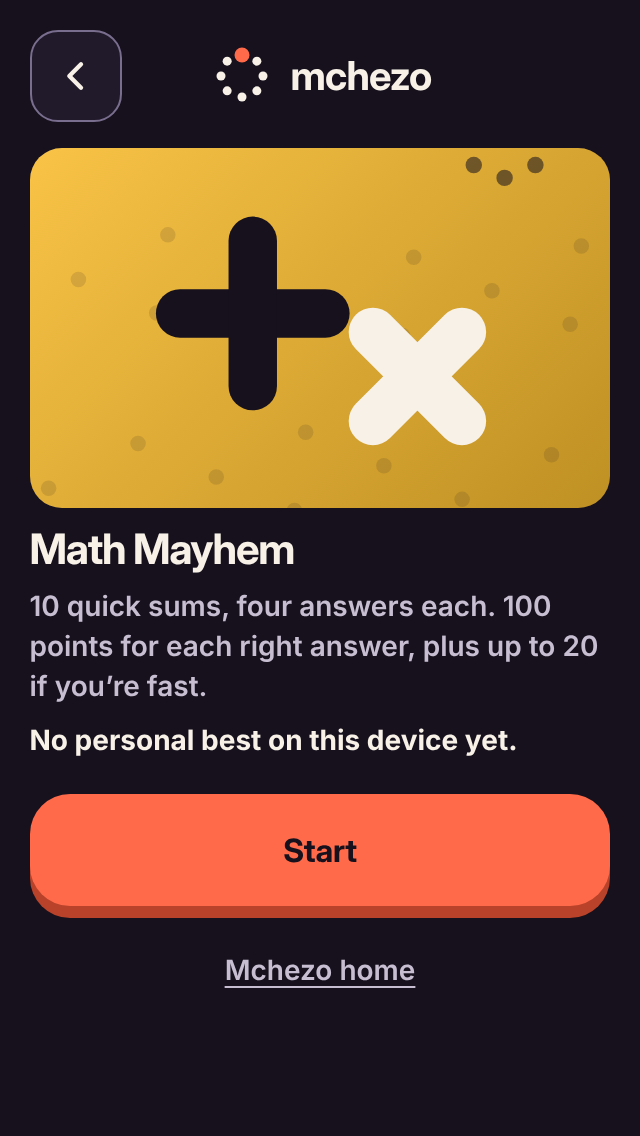 mchezo
Math Mayhem
10 quick sums, four answers each. 100
points for each right answer, plus up to 20
if you’re fast.
No personal best on this device yet.
Start
Mchezo home